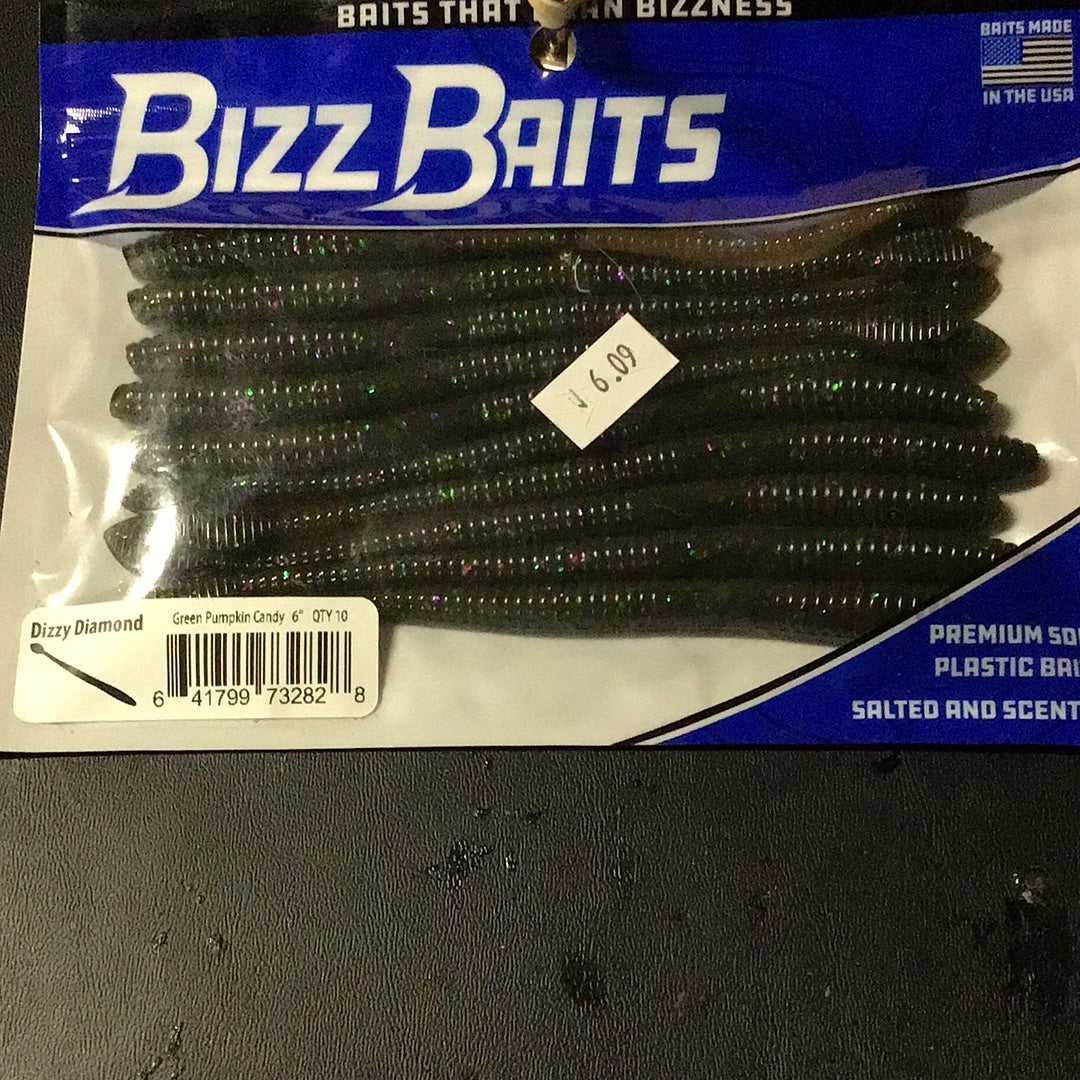 BAITS THAT BIZZNESS
BAITS MADE
IN THE USA
BIZZ BAITS
6.09
Dizzy Diamond
Green Pumpkin Candy 6" QTY 10
6 41799 73282 8
PREMIUM
PLASTIC
SALTED AND